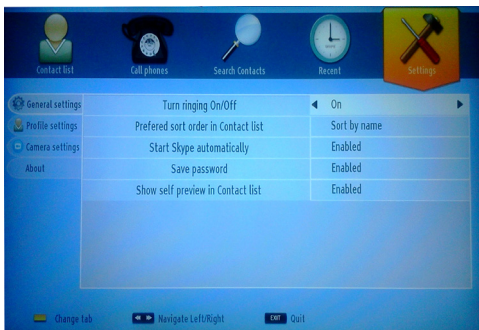 Contact list
Call phones
Search Contacts
Recent
Settings
General settings
Turn ringing On/Off
On
Profile settings
Prefered sort order in Contact list
Sort by name
Camera settings
Start Skype automatically
Enabled
About
Save password
Enabled
Show self preview in Contact list
Enabled
Change tab
Navigate Left/Right
EXIT
Quit